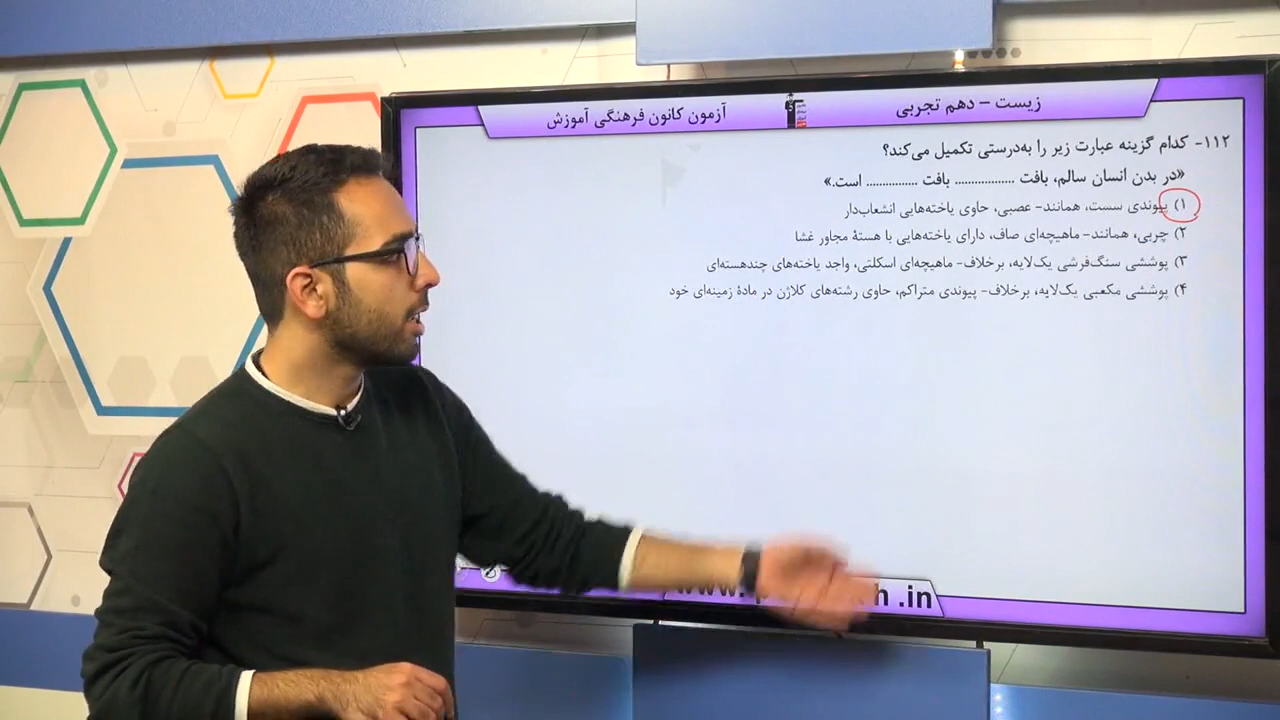 زیست – دهم تجربی
آزمون کانون فرهنگی آموزش
۱۱۲- کدام گزینه عبارت زیر را به‌درستی تکمیل می‌کند؟
«در بدن انسان سالم، بافت ................ بافت .............. است.»
۱) پیوندی سست، همانند- عصبی، حاوی یاخته‌هایی انشعاب‌دار
۲) چربی، همانند- ماهیچه‌ای صاف، دارای یاخته‌هایی با هستهٔ مجاور غشا
۳) پوششی سنگ‌فرشی یک‌لایه، برخلاف- ماهیچه‌ای اسکلتی، واجد یاخته‌های چندهسته‌ای
۴) پوششی مکعبی یک‌لایه، برخلاف- پیوندی متراکم، حاوی رشته‌های کلاژن در مادهٔ زمینه‌ای خود